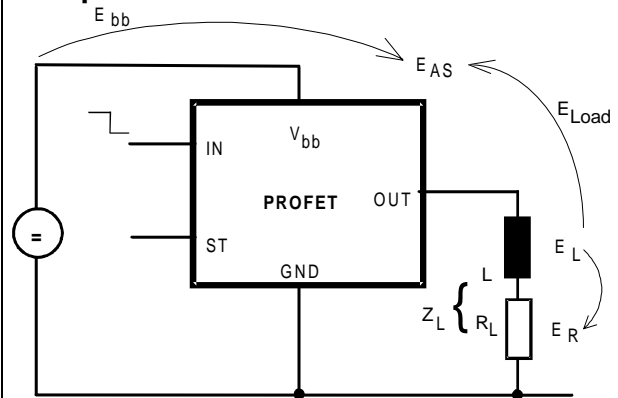 E bb
E AS
E Load
V bb
IN
PROFET
OUT
=
ST
GND
L
E L
Z L { R L
E R